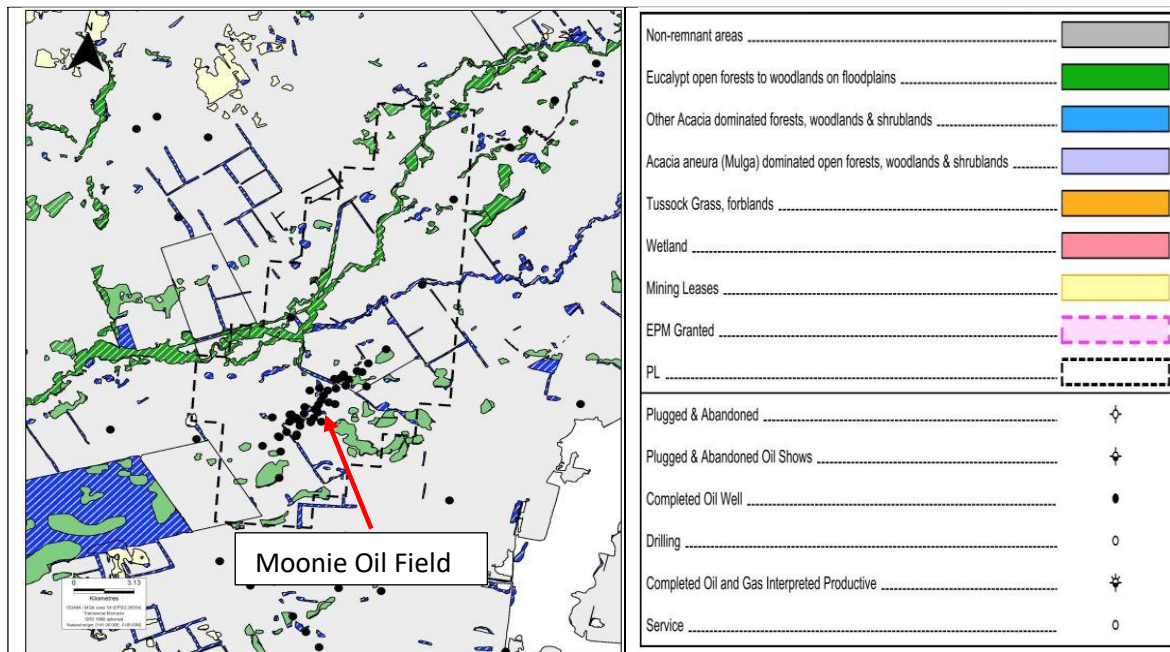 N
Moonie Oil Field
0 3.13
Kilometres
Non-remnant areas
Eucalypt open forests to woodlands on floodplains
Other Acacia dominated forests, woodlands & shrublands
Acacia aneura (Mulga) dominated open forests, woodlands & shrublands
Tussock Grass, forblands
Wetland
Mining Leases
EPM Granted
PL
Plugged & Abandoned
Plugged & Abandoned Oil Shows
Completed Oil Well
Drilling
Completed Oil and Gas Interpreted Productive
Service